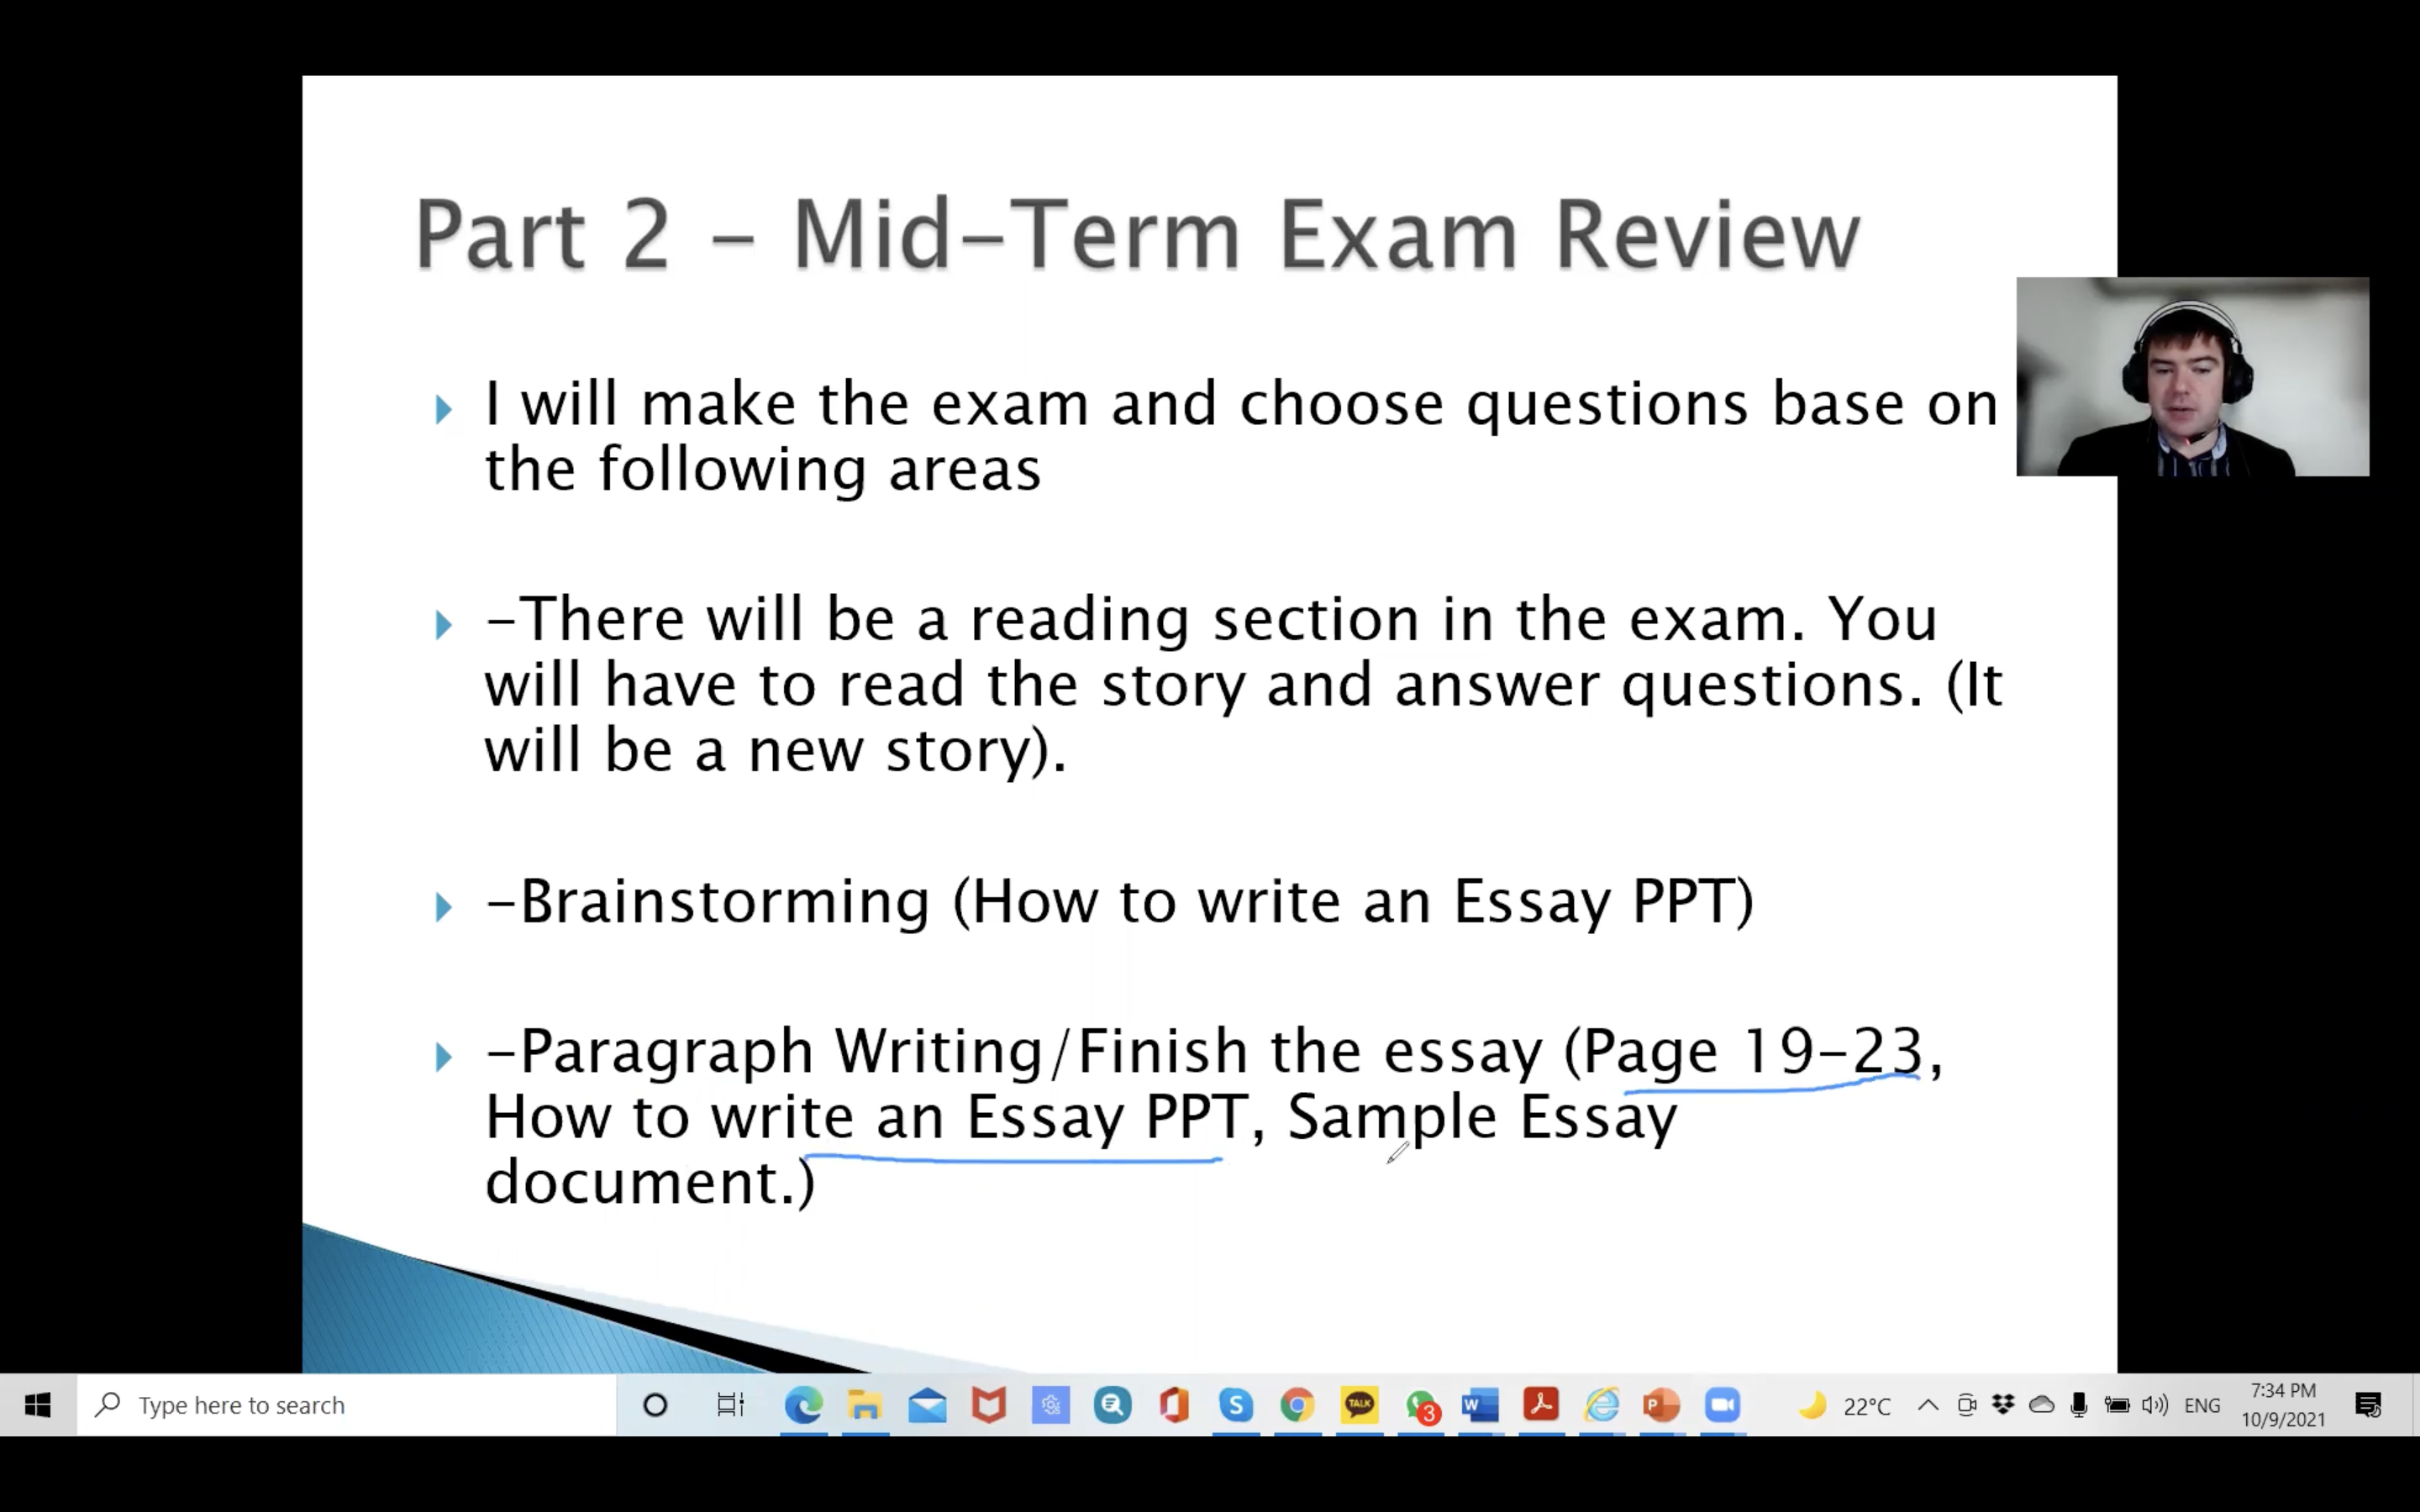 Part 2 – Mid-Term Exam Review
I will make the exam and choose questions base on
the following areas
-There will be a reading section in the exam. You
will have to read the story and answer questions. (It
will be a new story).
-Brainstorming (How to write an Essay PPT)
-Paragraph Writing/Finish the essay (Page 19-23,
How to write an Essay PPT, Sample Essay
document.)
Type here to search
S
TALK
3
W
P
22°C
ENG
7:34 PM
10/9/2021